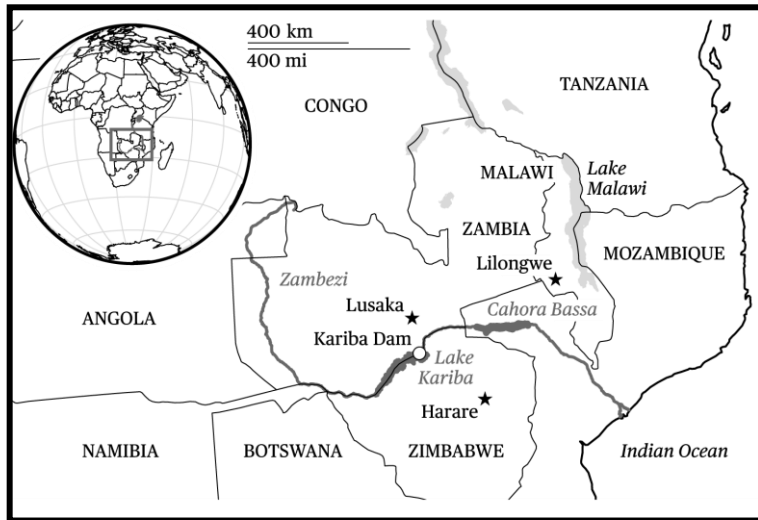 400 km
400 mi
TANZANIA
CONGO
MALAWI
Lake
Malawi
ZAMBIA
MOZAMBIQUE
Lilongwe
Zambezi
Cahora Bassa
Lusaka
ANGOLA
Kariba Dam
Lake
Kariba
Harare
NAMIBIA
BOTSWANA
ZIMBABWE
Indian Ocean